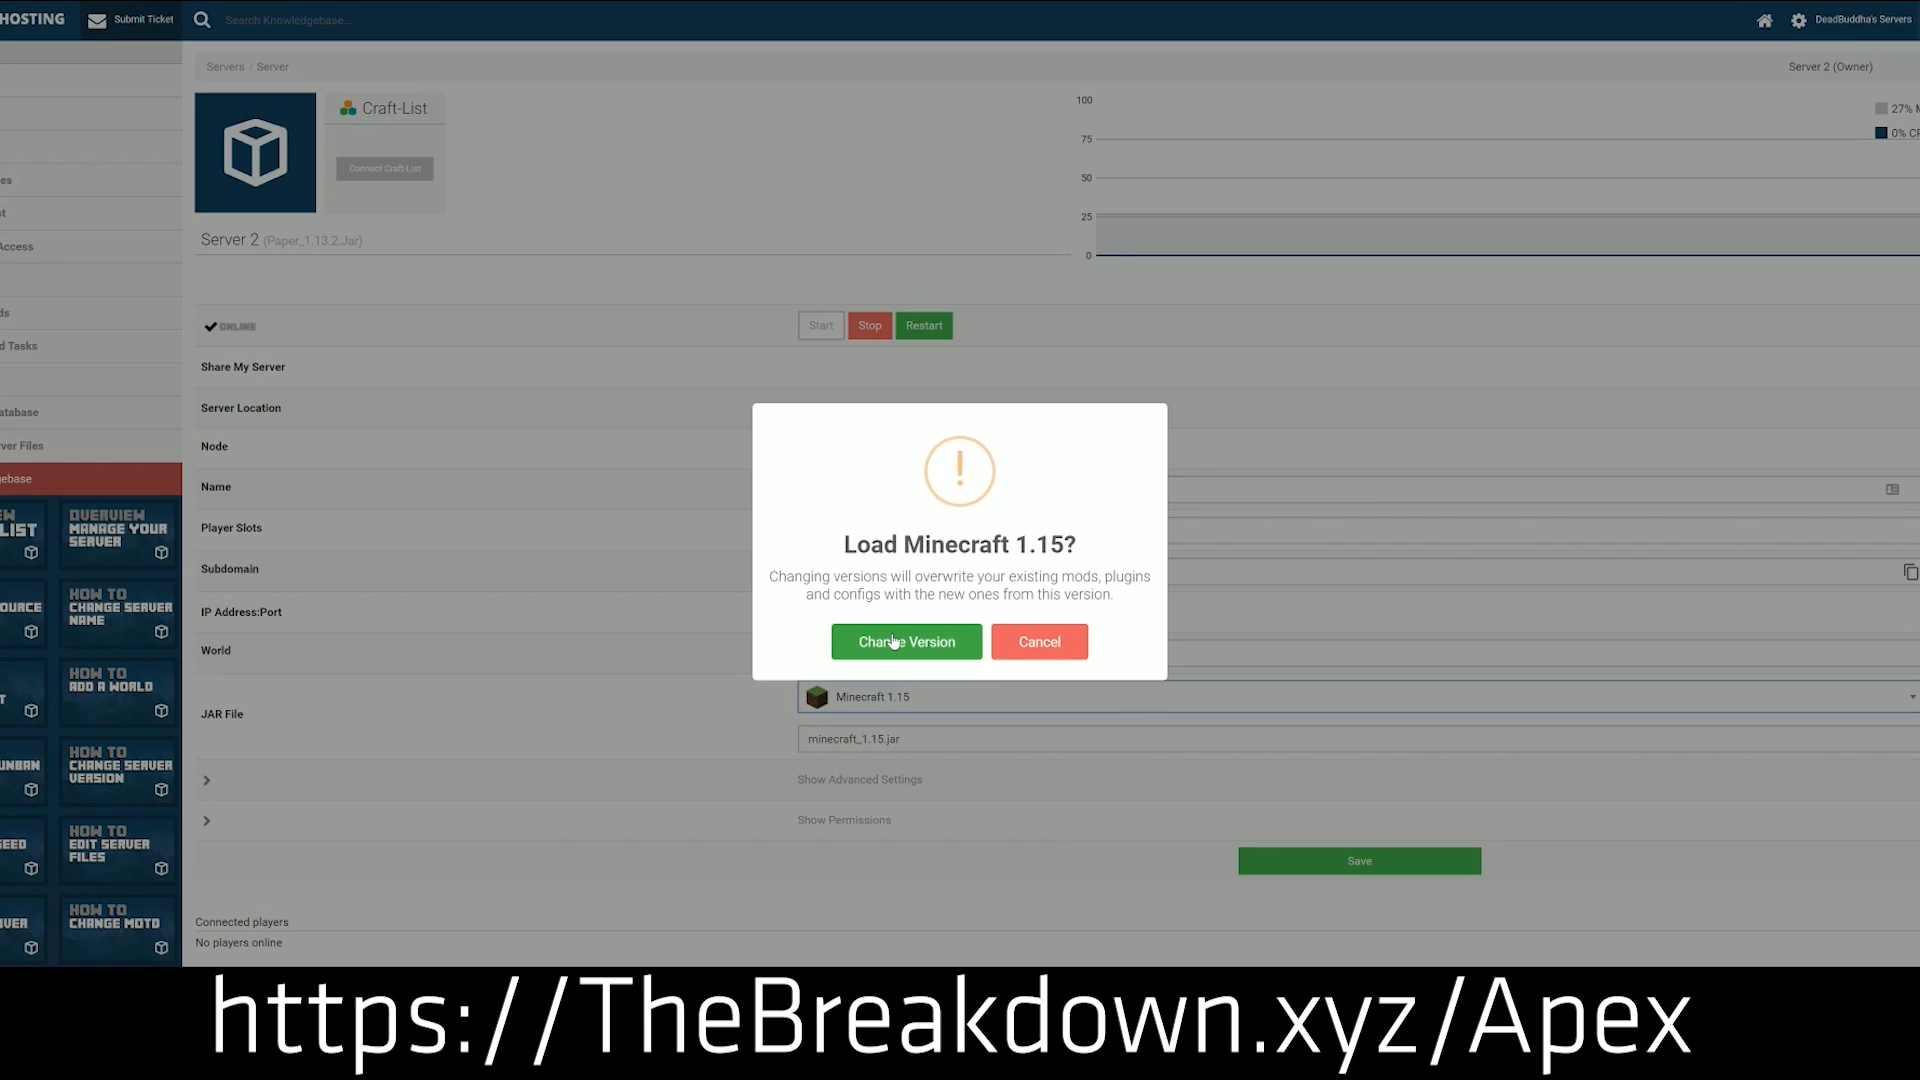 HOSTING
Submit Ticket
Search Knowledgebase...
DeadBuddha's Servers
Servers / Server
Server 2 (Owner)
Craft-List
Connect Craft-List
100
75
50
25
0
27% M
0% CP
es
st
Access
ds
d Tasks
atabase
ver Files
gebase
Server 2 (Paper_1.13.2.Jar)
ONLINE
Start
Stop
Restart
Share My Server
Server Location
Node
Name
Player Slots
Subdomain
IP Address:Port
World
JAR File
Load Minecraft 1.15?
Changing versions will overwrite your existing mods, plugins
and configs with the new ones from this version.
Change Version
Cancel
Minecraft 1.15
minecraft_1.15.jar
Show Advanced Settings
Show Permissions
Save
LIST
OVERVIEW
MANAGE YOUR
SERVER
OURCE
HOW TO
CHANGE SERVER
NAME
T
HOW TO
ADD A WORLD
UNBAN
HOW TO
CHANGE SERVER
VERSION
SEED
HOW TO
EDIT SERVER
FILES
HOW TO
CHANGE MOTD
Connected players
No players online
https://TheBreakdown.xyz/Apex